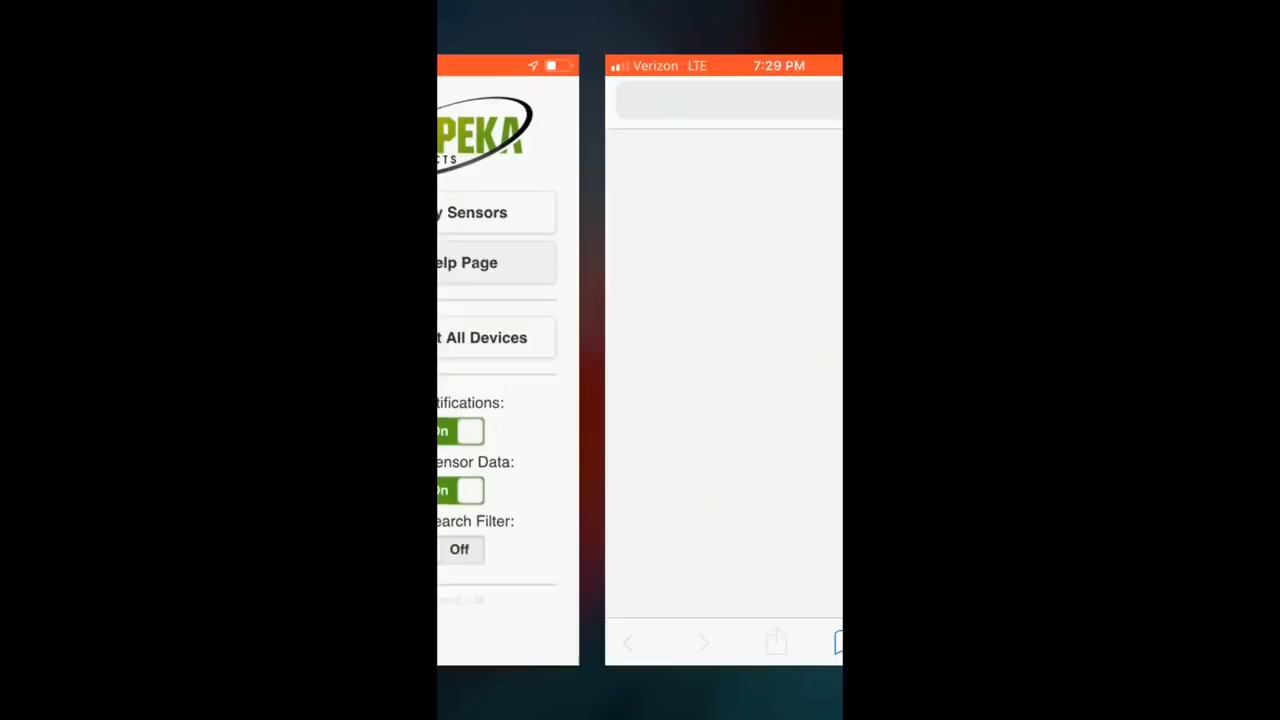 Verizon LTE 7:29 PM
PEKA
CTS
y Sensors
elp Page
t All Devices
tifications:
On
ensor Data:
On
earch Filter:
Off